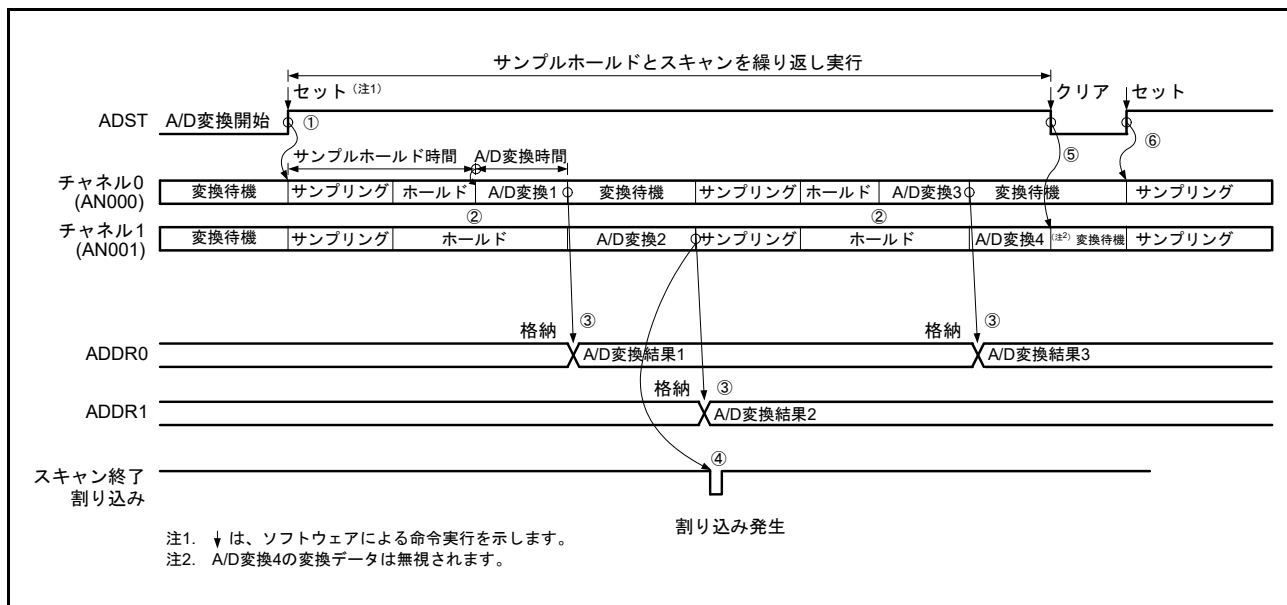 サンプルホールドとスキャンを繰り返し実行
セット(注1)
クリア
セット
ADST
A/D変換開始
①
⑤
⑥
サンプルホールド時間
A/D変換時間
チャネル0
(AN000)
変換待機
サンプリング
ホールド
A/D変換1
変換待機
サンプリング
ホールド
A/D変換3
変換待機
サンプリング
②
②
チャネル1
(AN001)
変換待機
サンプリング
ホールド
A/D変換2
サンプリング
ホールド
A/D変換4
(注2)
変換待機
サンプリング
格納
③
格納
③
ADDR0
A/D変換結果1
A/D変換結果3
格納
③
ADDR1
A/D変換結果2
④
スキャン終了
割り込み
割り込み発生
注1. ↓は、ソフトウェアによる命令実行を示します。
注2. A/D変換4の変換データは無視されます。